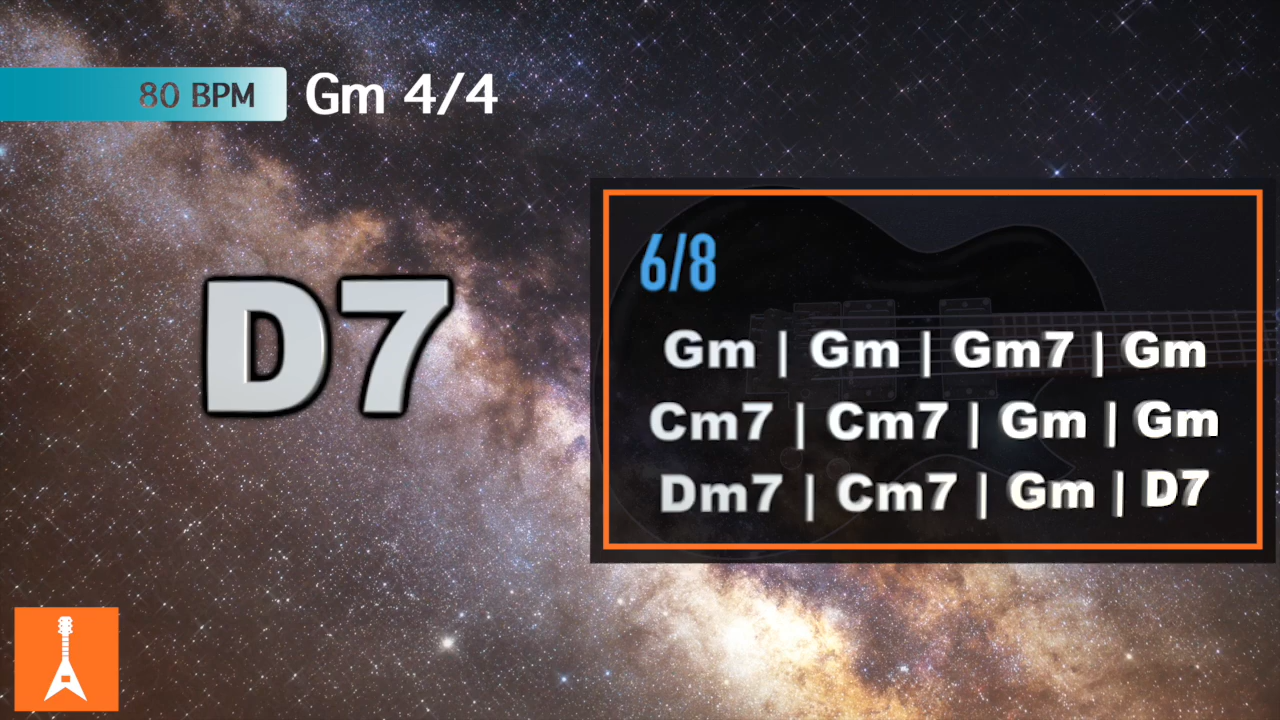 80 BPM Gm 4/4
D7
6/8
Gm | Gm | Gm7 | Gm
Cm7 | Cm7 | Gm | Gm
Dm7 | Cm7 | Gm | D7